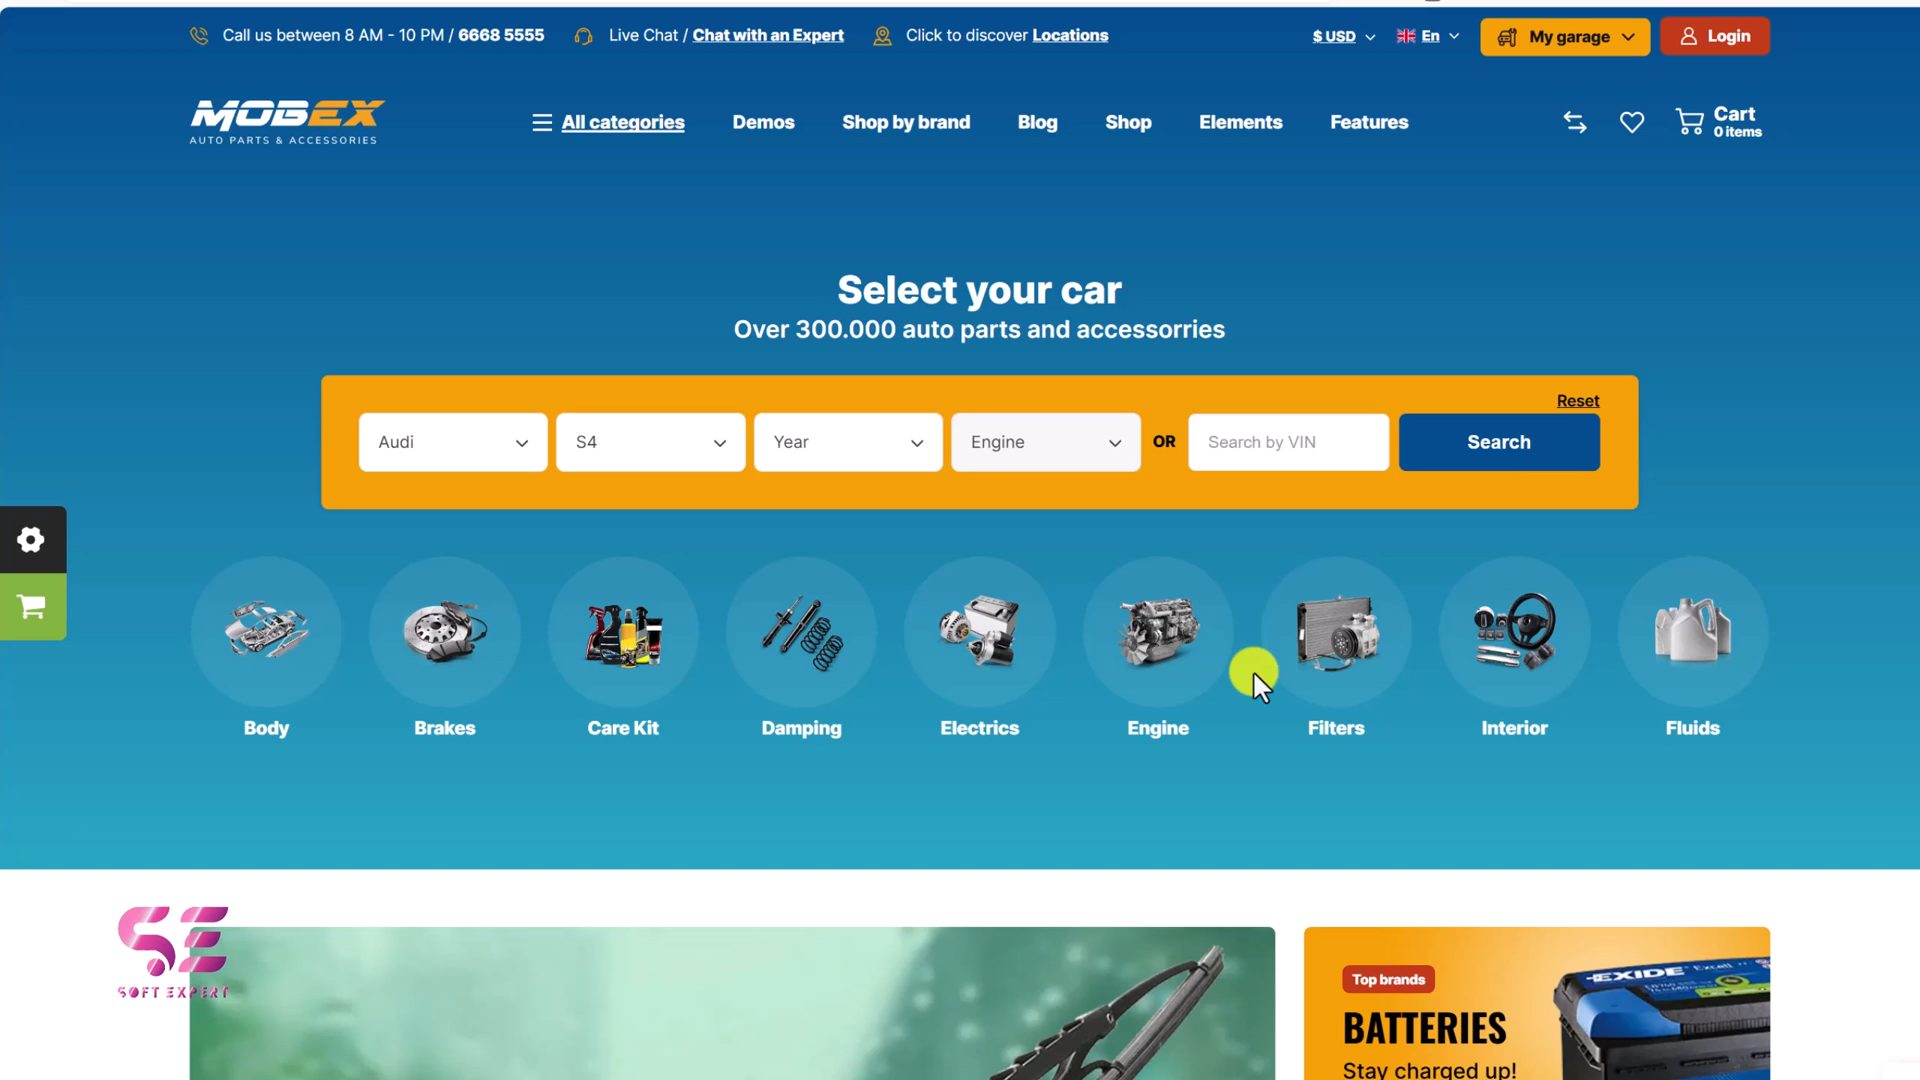 Call us between 8 AM - 10 PM / 6668 5555
Live Chat / Chat with an Expert
Click to discover Locations
$ USD
En
My garage
Login
MOBEX
AUTO PARTS & ACCESSORIES
All categories
Demos
Shop by brand
Blog
Shop
Elements
Features
Cart
0 items
Select your car
Over 300.000 auto parts and accessorries
Reset
Audi
S4
Year
Engine
OR
Search by VIN
Search
Body
Brakes
Care Kit
Damping
Electrics
Engine
Filters
Interior
Fluids
SE
SOFT EXPERT
Top brands
EXIDE Excell
BATTERIES
Stay charged up!